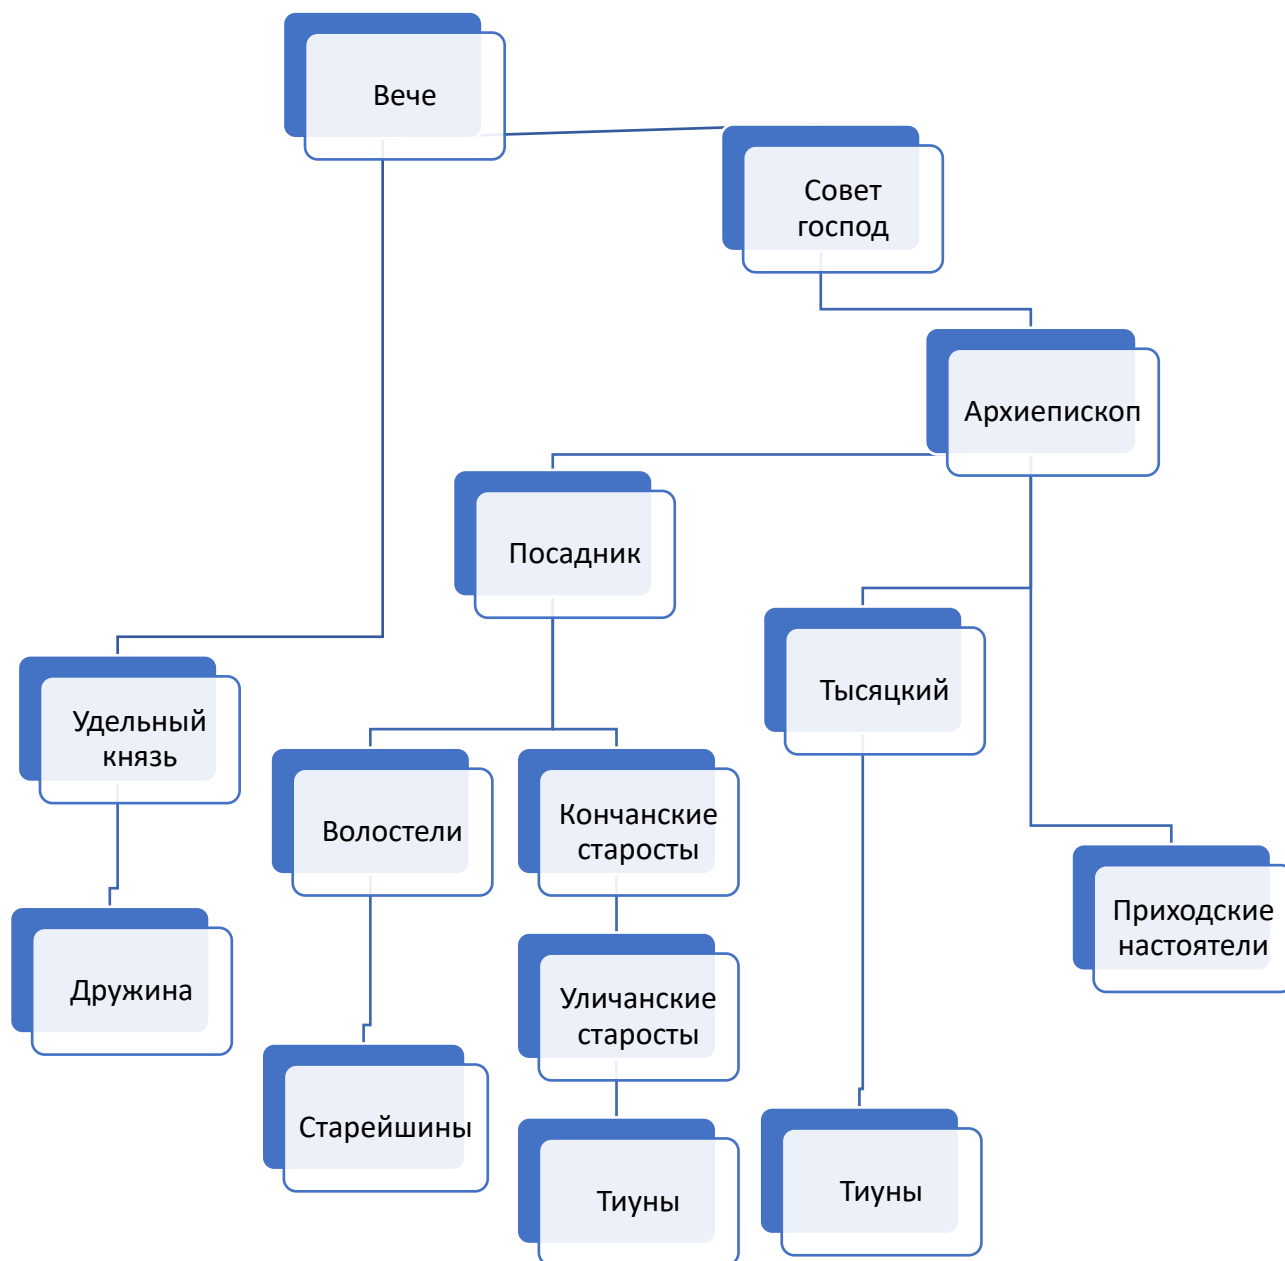 Вече
Совет
господ
Архиепископ
Посадник
Тысяцкий
Удельный
князь
Волостели
Кончанские
старосты
Приходские
настоятели
Дружина
Уличанские
старосты
Старейшины
Тиуны
Тиуны